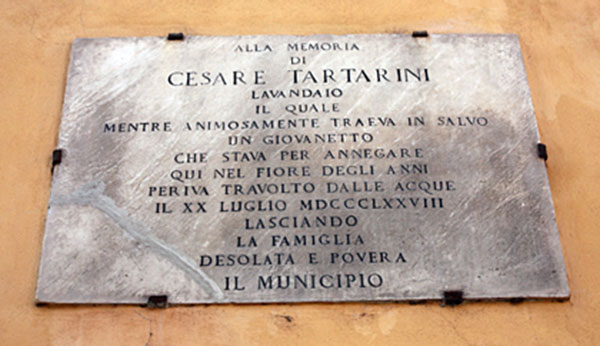 ALLA MEMORIA
DI
CESARE TARTARINI
LAVANDAIO
IL QUALE
MENTRE ANIMOSAMENTE TRAEVA IN SALVO
UN GIOVANETTO
CHE STAVA PER ANNEGARE
QUI NEL FIORE DEGLI ANNI
PERIVA TRAVOLTO DALLE ACQUE
IL XX LUGLIO MDCCCLXXVIII
LASCIANDO
LA FAMIGLIA
DESOLATA E POVERA
IL MUNICIPIO